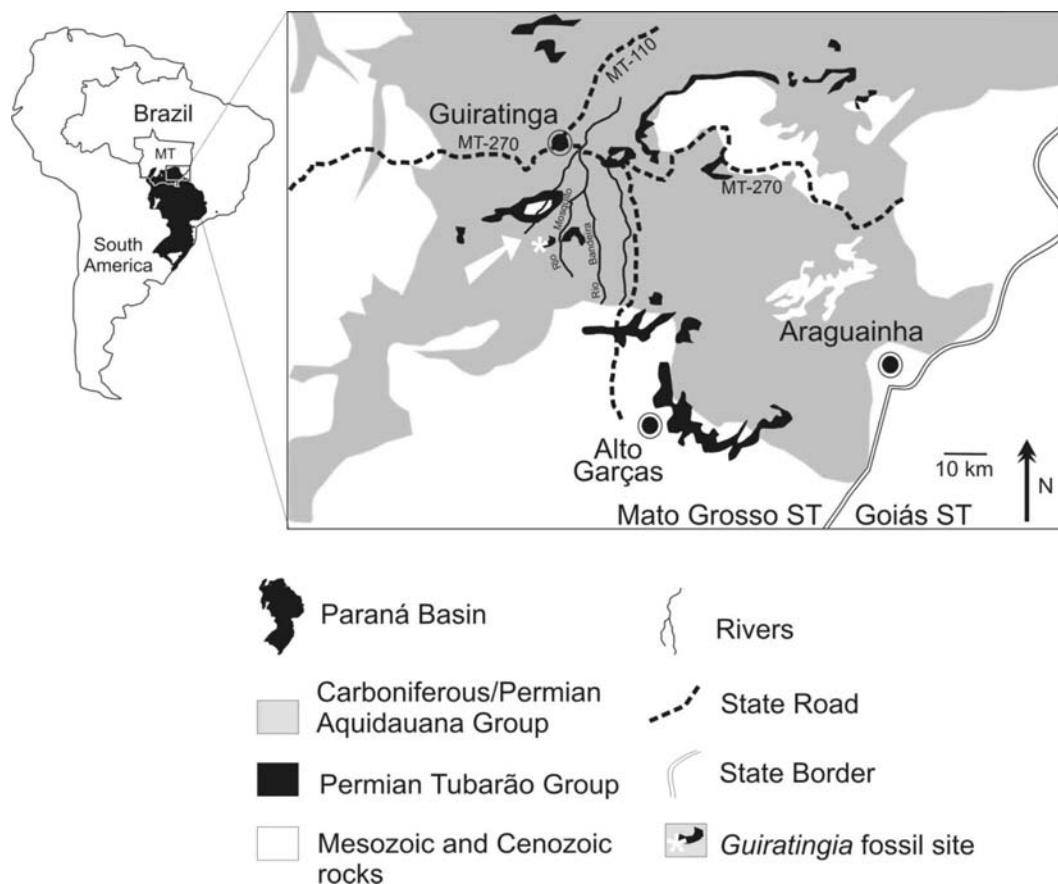 Brazil
MT
South
America
MT-110
Guiratinga
MT-270
MT-270
Rio
Mosquito
Rio
Bandeira
Araguainha
Alto
Garças
10 km
N
Mato Grosso ST
Goiás ST
Paraná Basin
Rivers
Carboniferous/Permian
Aquidauana Group
State Road
Permian Tubarão Group
State Border
Mesozoic and Cenozoic
rocks
* Guiratingia fossil site